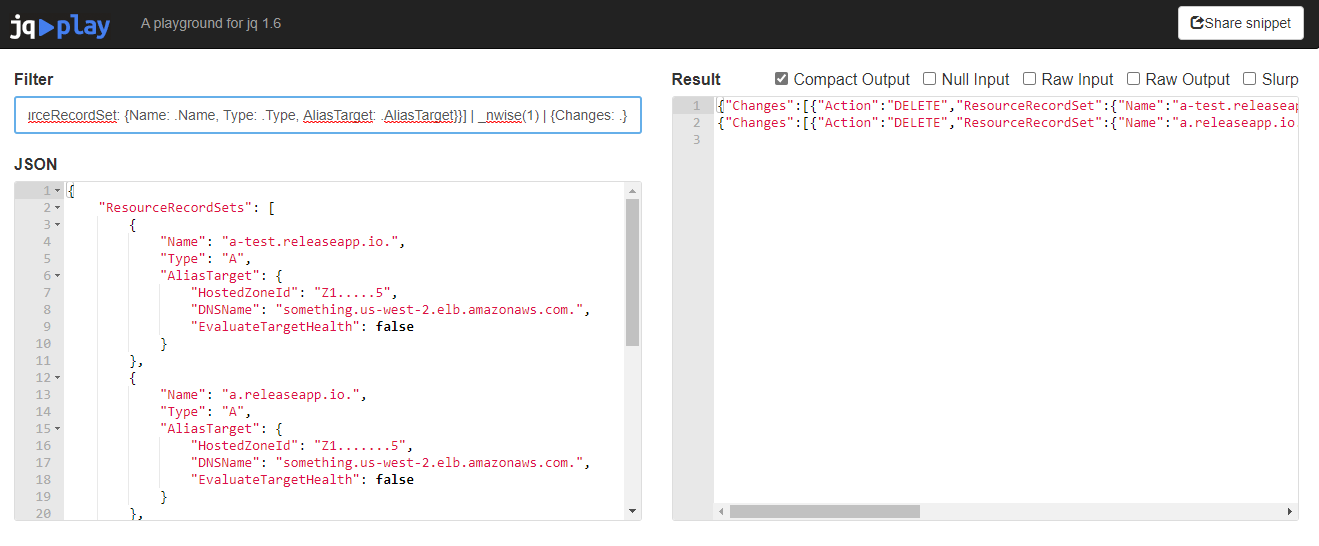 jq play A playground for jq 1.6 Share snippet
Filter
Result Compact Output Null Input Raw Input Raw Output Slurp
urceRecordSet: {Name: .Name, Type: .Type, AliasTarget: .AliasTarget}}] | _nwise(1) | {Changes: .}
1 {"Changes":[{"Action":"DELETE","ResourceRecordSet":{"Name":"a-test.releaseap
2 {"Changes":[{"Action":"DELETE","ResourceRecordSet":{"Name":"a.releaseapp.io
3
JSON
1 {
2 "ResourceRecordSets": [
3 {
4 "Name": "a-test.releaseapp.io.",
5 "Type": "A",
6 "AliasTarget": {
7 "HostedZoneId": "Z1.....5",
8 "DNSName": "something.us-west-2.elb.amazonaws.com.",
9 "EvaluateTargetHealth": false
10 }
11 },
12 {
13 "Name": "a.releaseapp.io.",
14 "Type": "A",
15 "AliasTarget": {
16 "HostedZoneId": "Z1.......5",
17 "DNSName": "something.us-west-2.elb.amazonaws.com.",
18 "EvaluateTargetHealth": false
19 }
20 },